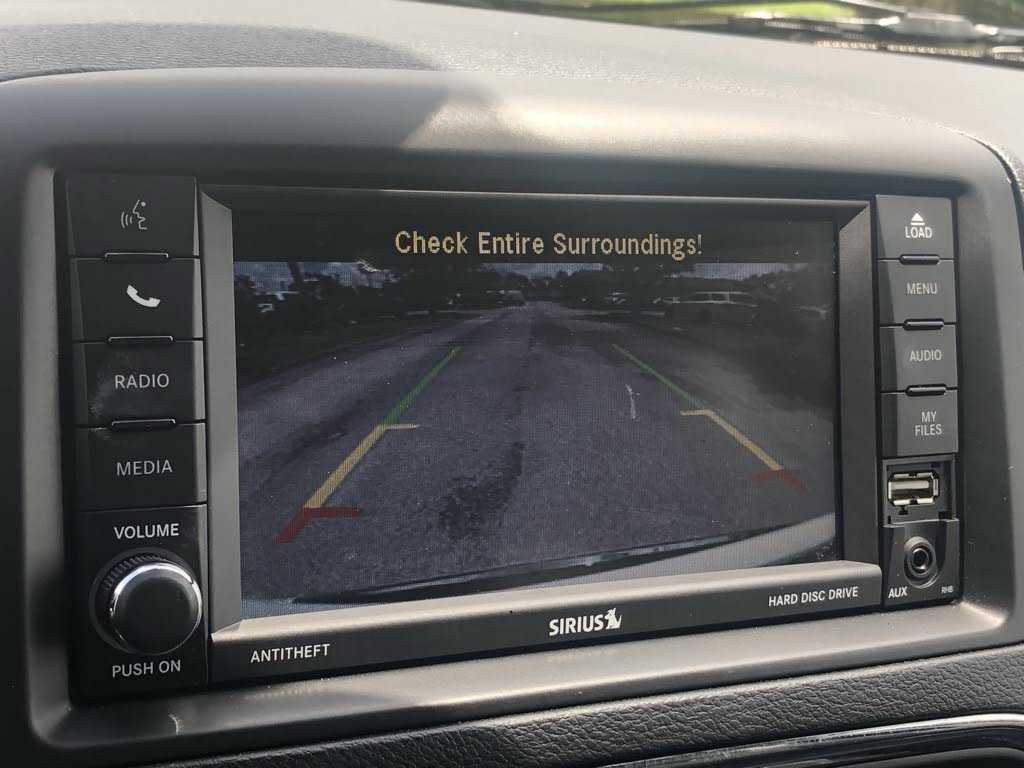 Check Entire Surroundings!
LOAD
MENU
RADIO
AUDIO
MY
FILES
MEDIA
VOLUME
PUSH ON
ANTITHEFT
SIRIUS
HARD DISC DRIVE
AUX
RHB